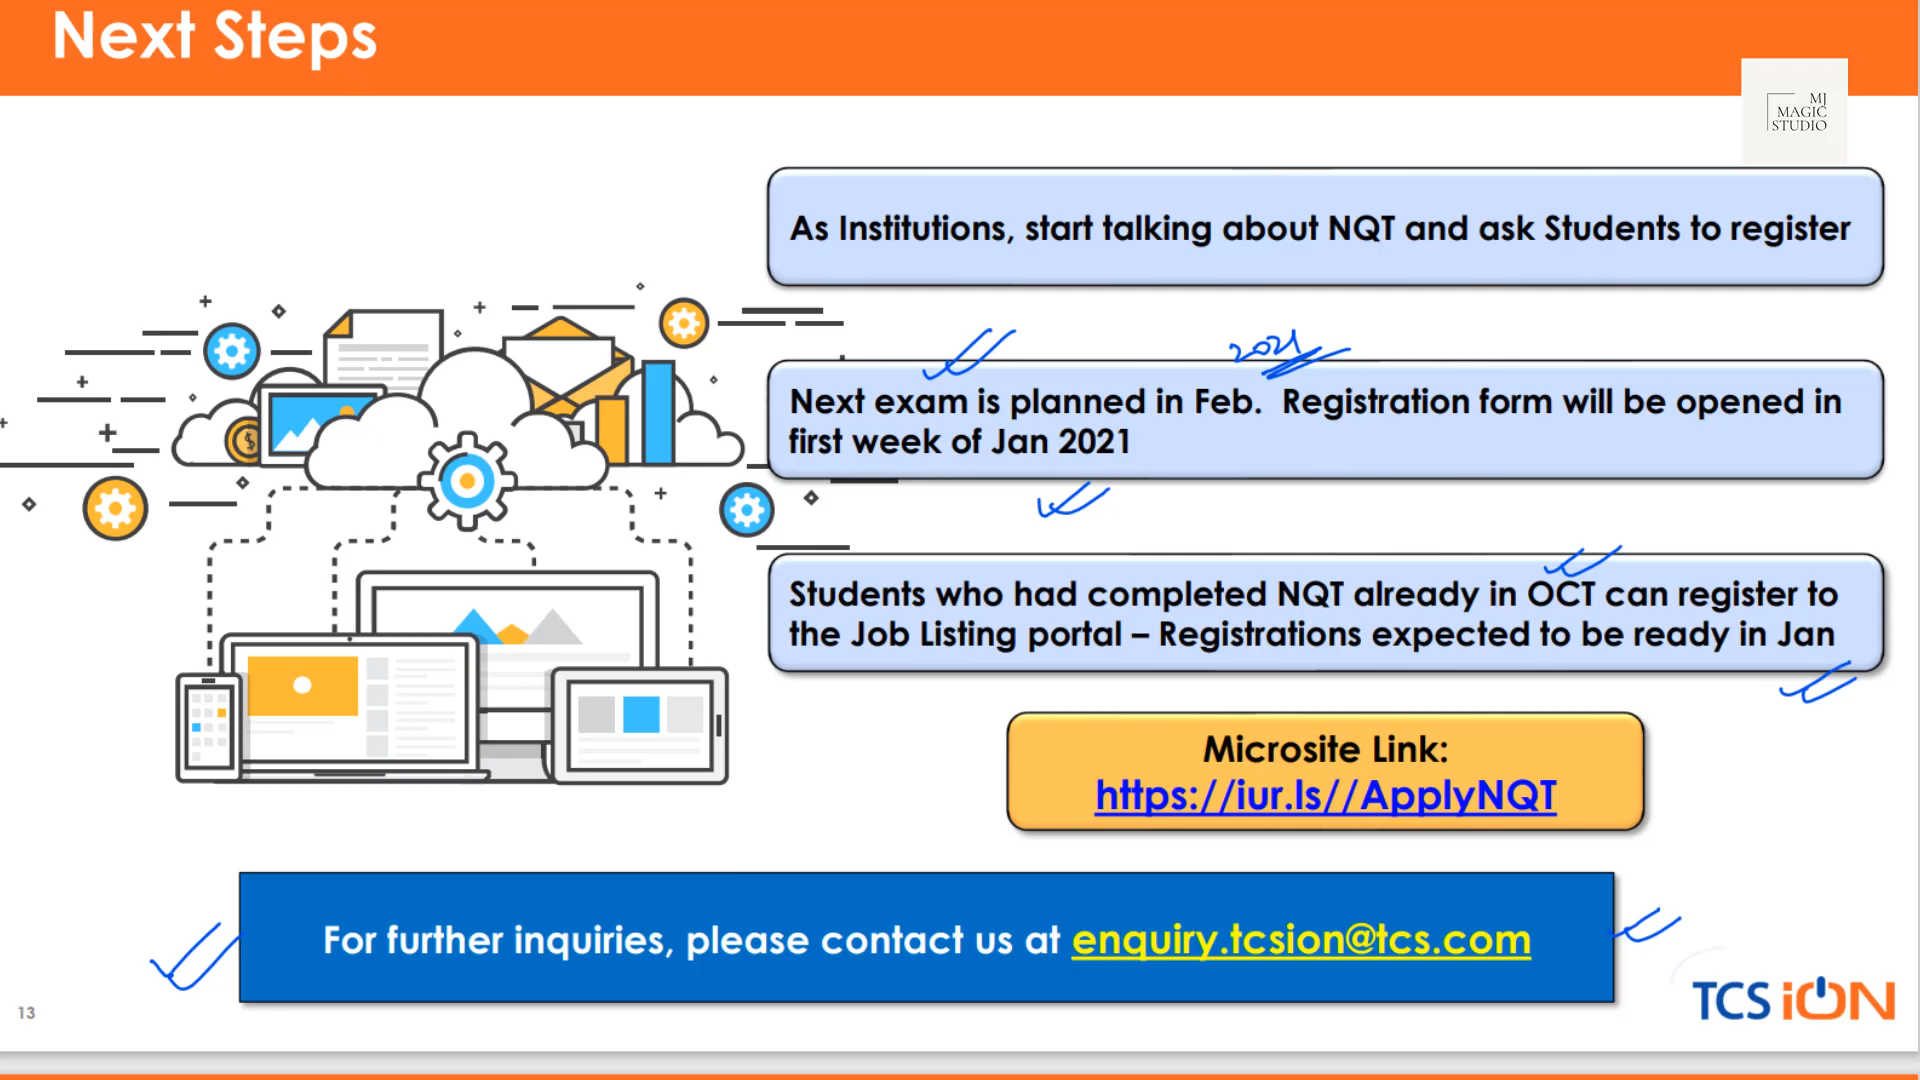 Next Steps
MJ
MAGIC
STUDIO
As Institutions, start talking about NQT and ask Students to register
2021
Next exam is planned in Feb. Registration form will be opened in
first week of Jan 2021
Students who had completed NQT already in OCT can register to
the Job Listing portal – Registrations expected to be ready in Jan
Microsite Link:
https://iur.ls//ApplyNQT
For further inquiries, please contact us at enquiry.tcsion@tcs.com
13
TCS iON